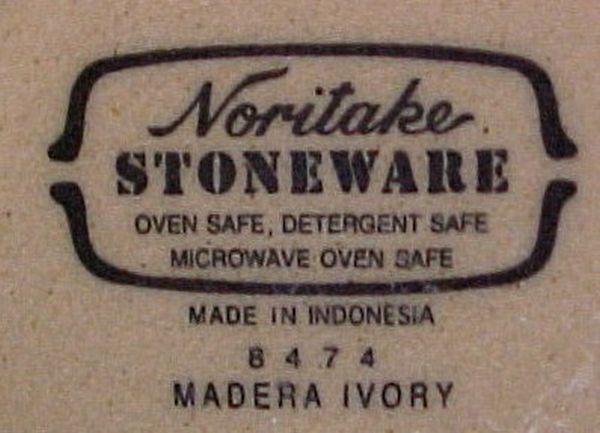 Noritake
STONEWARE
OVEN SAFE, DETERGENT SAFE
MICROWAVE OVEN SAFE
MADE IN INDONESIA
8474
MADERA IVORY